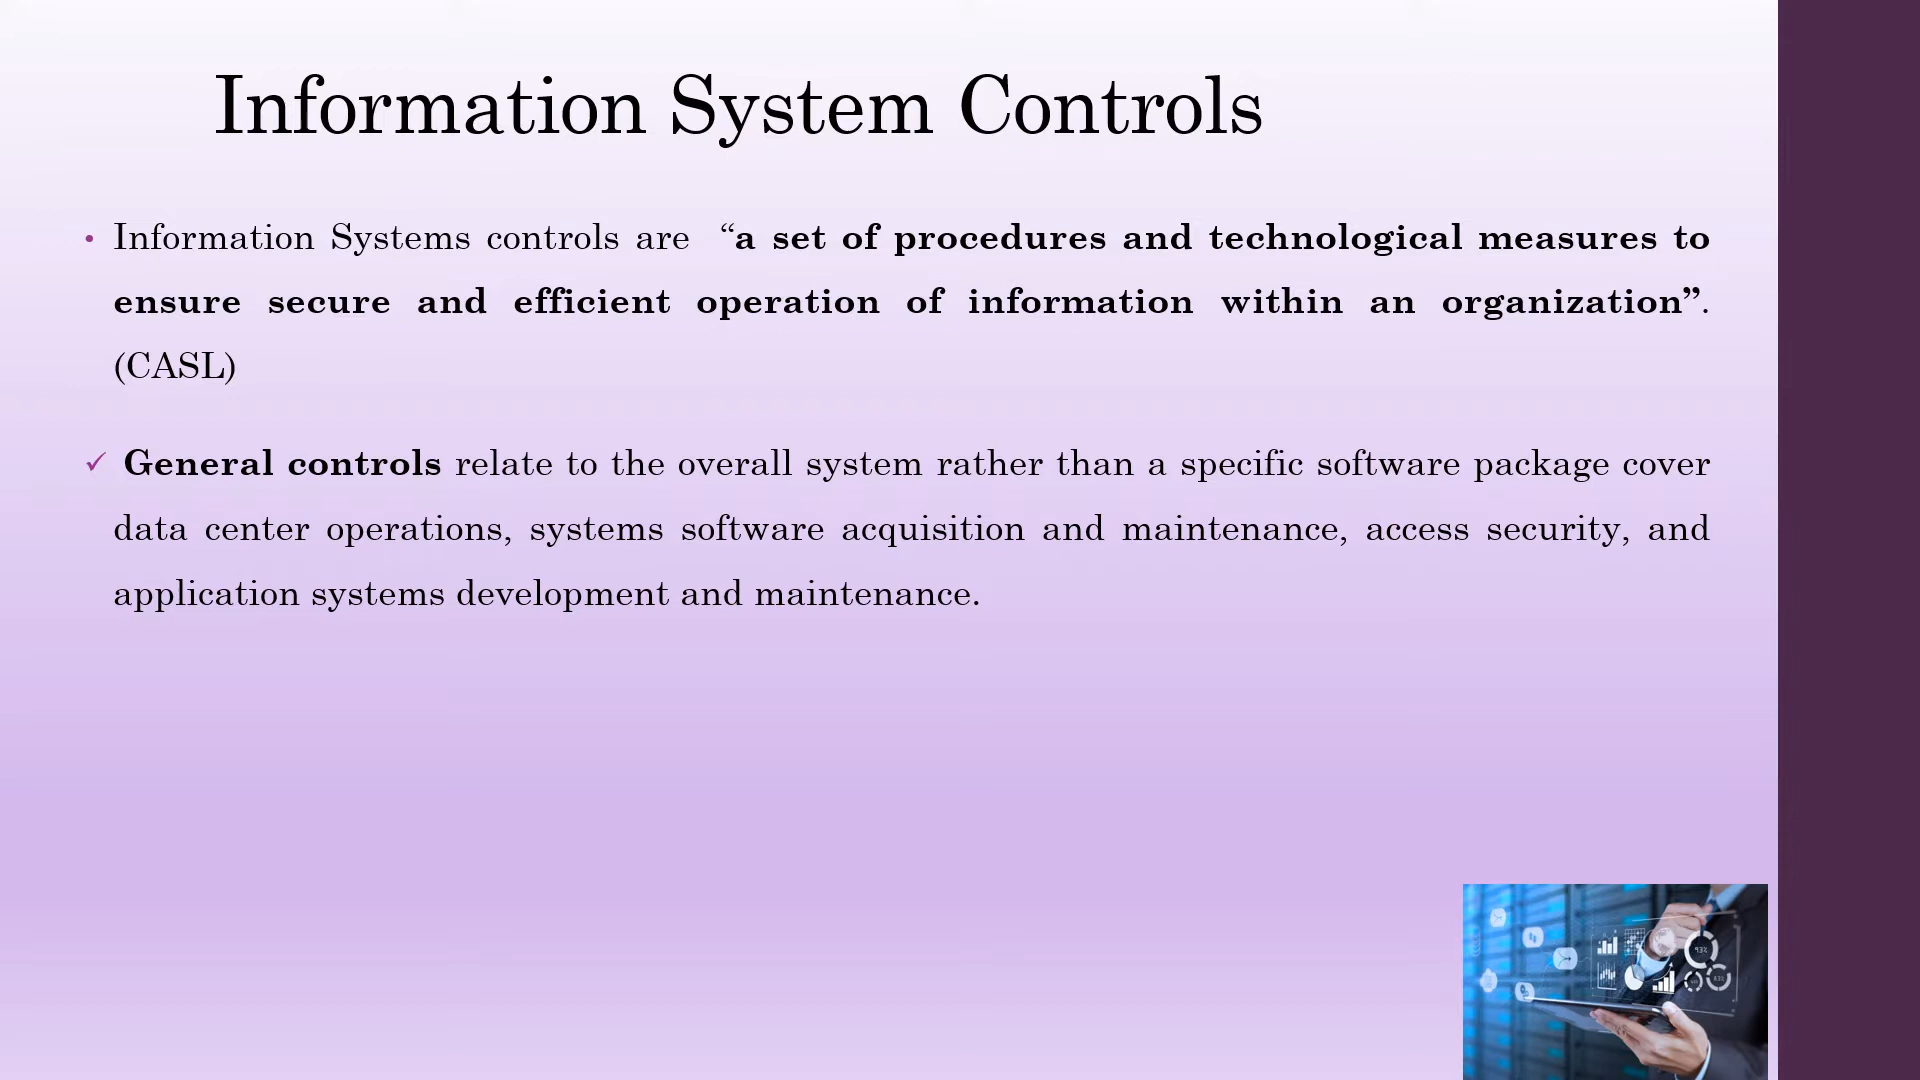 Information System Controls
• Information Systems controls are “a set of procedures and technological measures to
ensure secure and efficient operation of information within an organization”.
(CASL)
✓ General controls relate to the overall system rather than a specific software package cover
data center operations, systems software acquisition and maintenance, access security, and
application systems development and maintenance.
93%